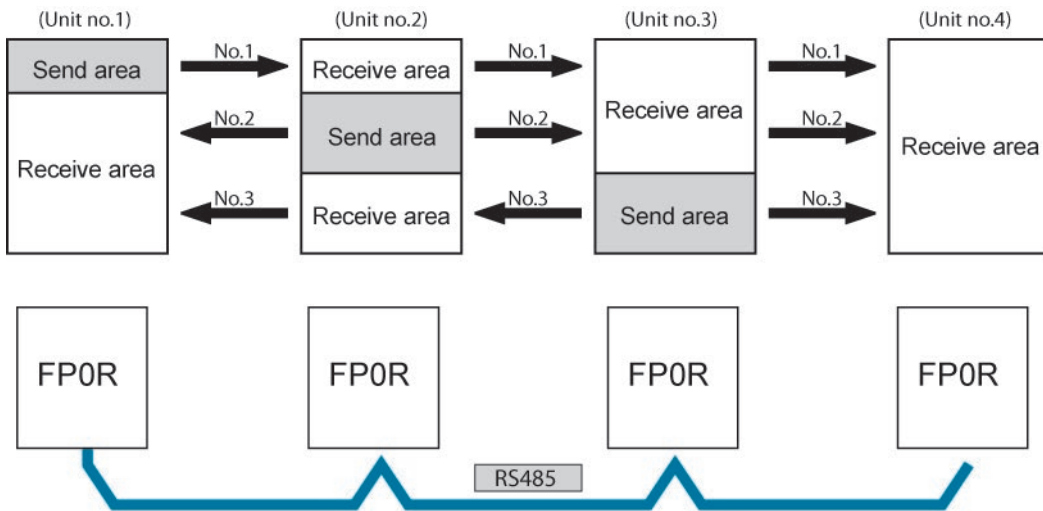 (Unit no.1) (Unit no.2) (Unit no.3) (Unit no.4)
Send area No.1 Receive area No.1 No.1
Receive area
No.2 Send area No.2 No.2 Receive area
Receive area
No.3 Receive area No.3 Send area No.3
FP0R FP0R FP0R FP0R
RS485